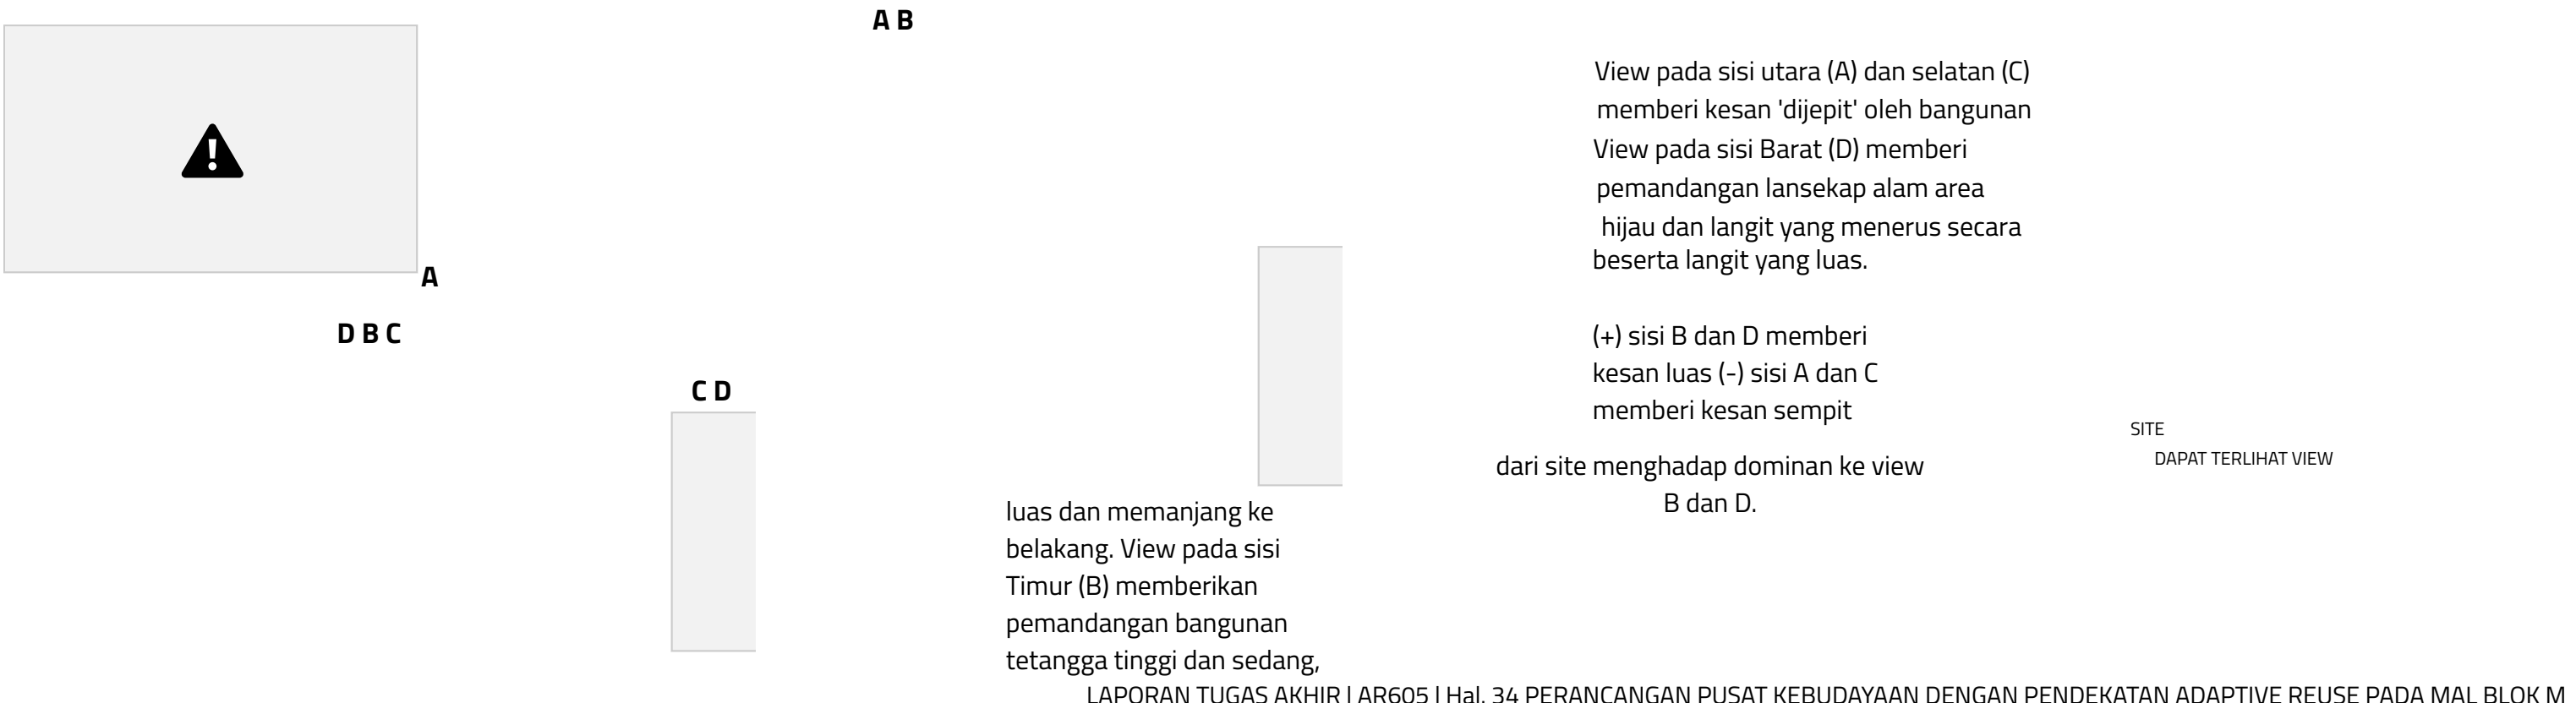 A B
A
D B C
C D
View pada sisi utara (A) dan selatan (C)
memberi kesan 'dijepit' oleh bangunan
View pada sisi Barat (D) memberi
pemandangan lansekap alam area
hijau dan langit yang menerus secara
beserta langit yang luas.
(+) sisi B dan D memberi
kesan luas (-) sisi A dan C
memberi kesan sempit
dari site menghadap dominan ke view
B dan D.
SITE
DAPAT TERLIHAT VIEW
luas dan memanjang ke
belakang. View pada sisi
Timur (B) memberikan
pemandangan bangunan
tetangga tinggi dan sedang,
LAPORAN TUGAS AKHIR | AR605 | Hal. 34 PERANCANGAN PUSAT KEBUDAYAAN DENGAN PENDEKATAN ADAPTIVE REUSE PADA MAL BLOK M